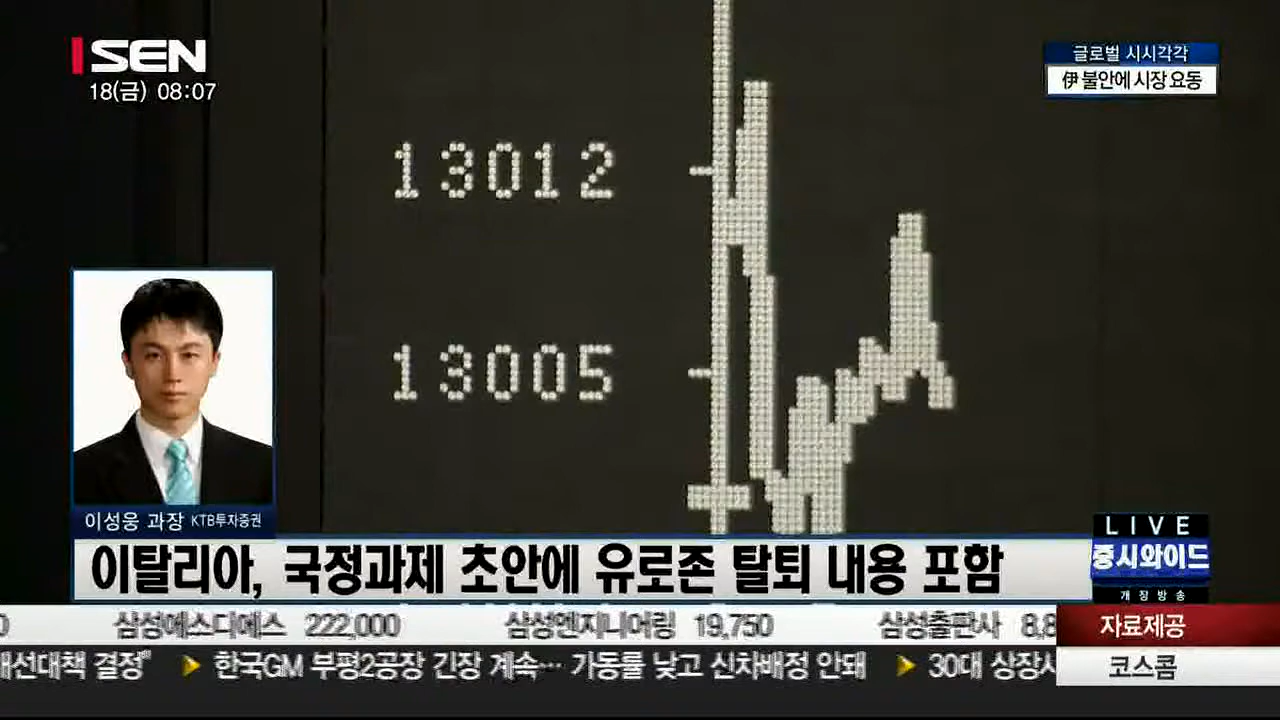 SEN
18(금) 08:07
글로벌 시시각각
伊 불안에 시장 요동
13012
13005
이성웅 과장 KTB투자증권
LIVE
증시와이드
개장방송
이탈리아, 국정과제 초안에 유로존 탈퇴 내용 포함
0 삼성에스디에스 222,000 삼성엔지니어링 19,750 삼성출판사 8,8
자료제공
개선대책 결정" ▶ 한국GM 부평2공장 긴장 계속… 가동률 낮고 신차배정 안돼 ▶ 30대 상장사
코스콤